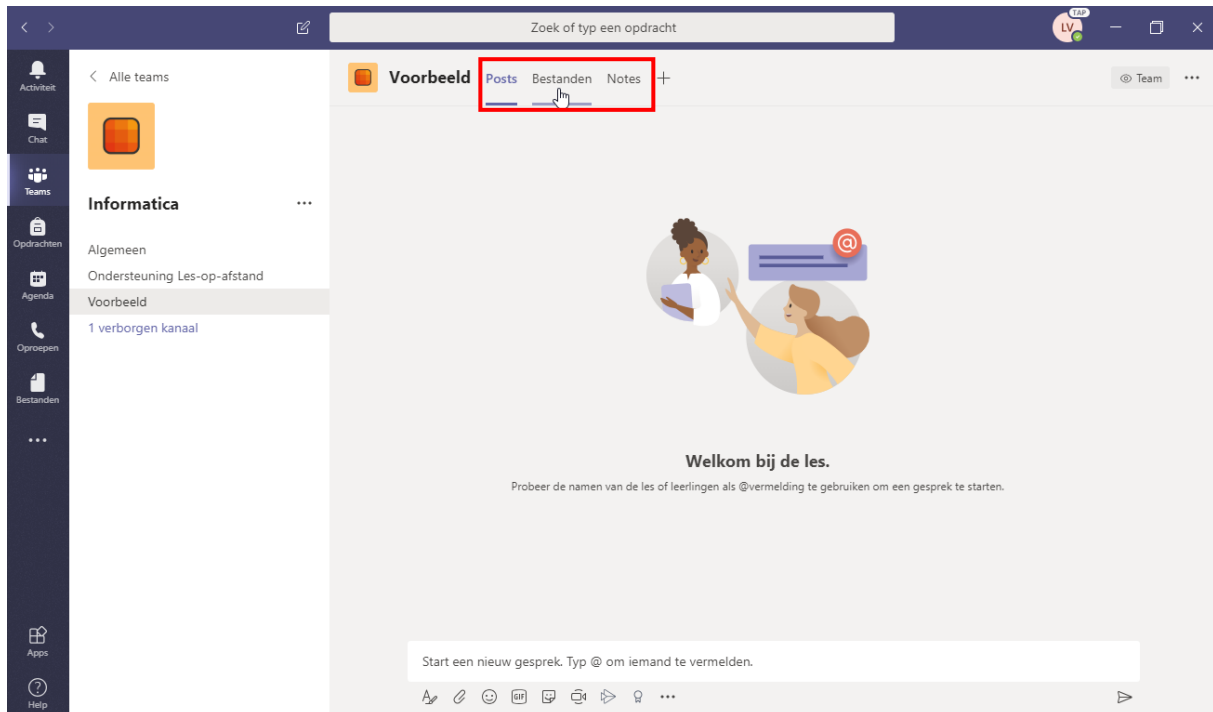 Zoek of typ een opdracht
TAP
LV
Activiteit
Chat
Teams
Opdrachten
Agenda
Oproepen
Bestanden
Apps
Help
Alle teams
Informatica
Algemeen
Ondersteuning Les-op-afstand
Voorbeeld
1 verborgen kanaal
Voorbeeld Posts Bestanden Notes
Team
@
Welkom bij de les.
Probeer de namen van de les of leerlingen als @vermelding te gebruiken om een gesprek te starten.
Start een nieuw gesprek. Typ @ om iemand te vermelden.
GIF